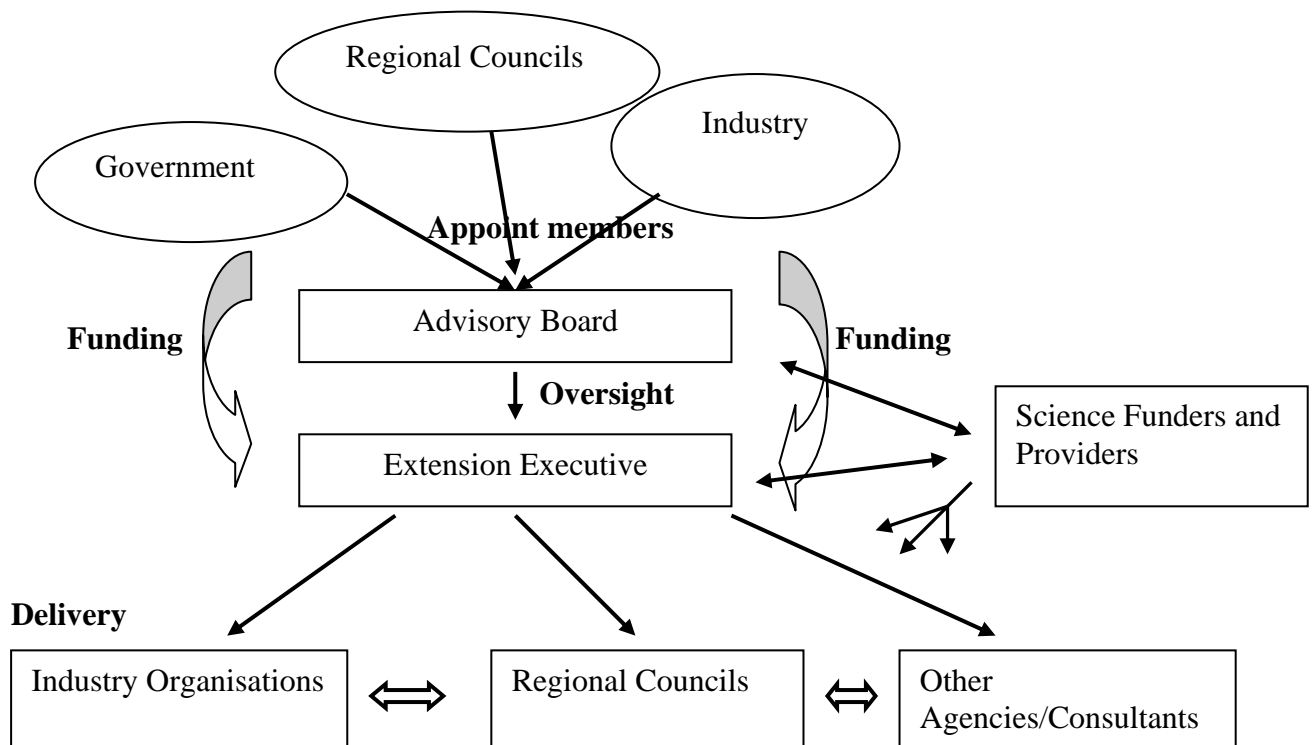 Regional Councils
Industry
Government
Appoint members
Advisory Board
Funding
Funding
Oversight
Science Funders and
Providers
Extension Executive
Delivery
Industry Organisations
Regional Councils
Other
Agencies/Consultants